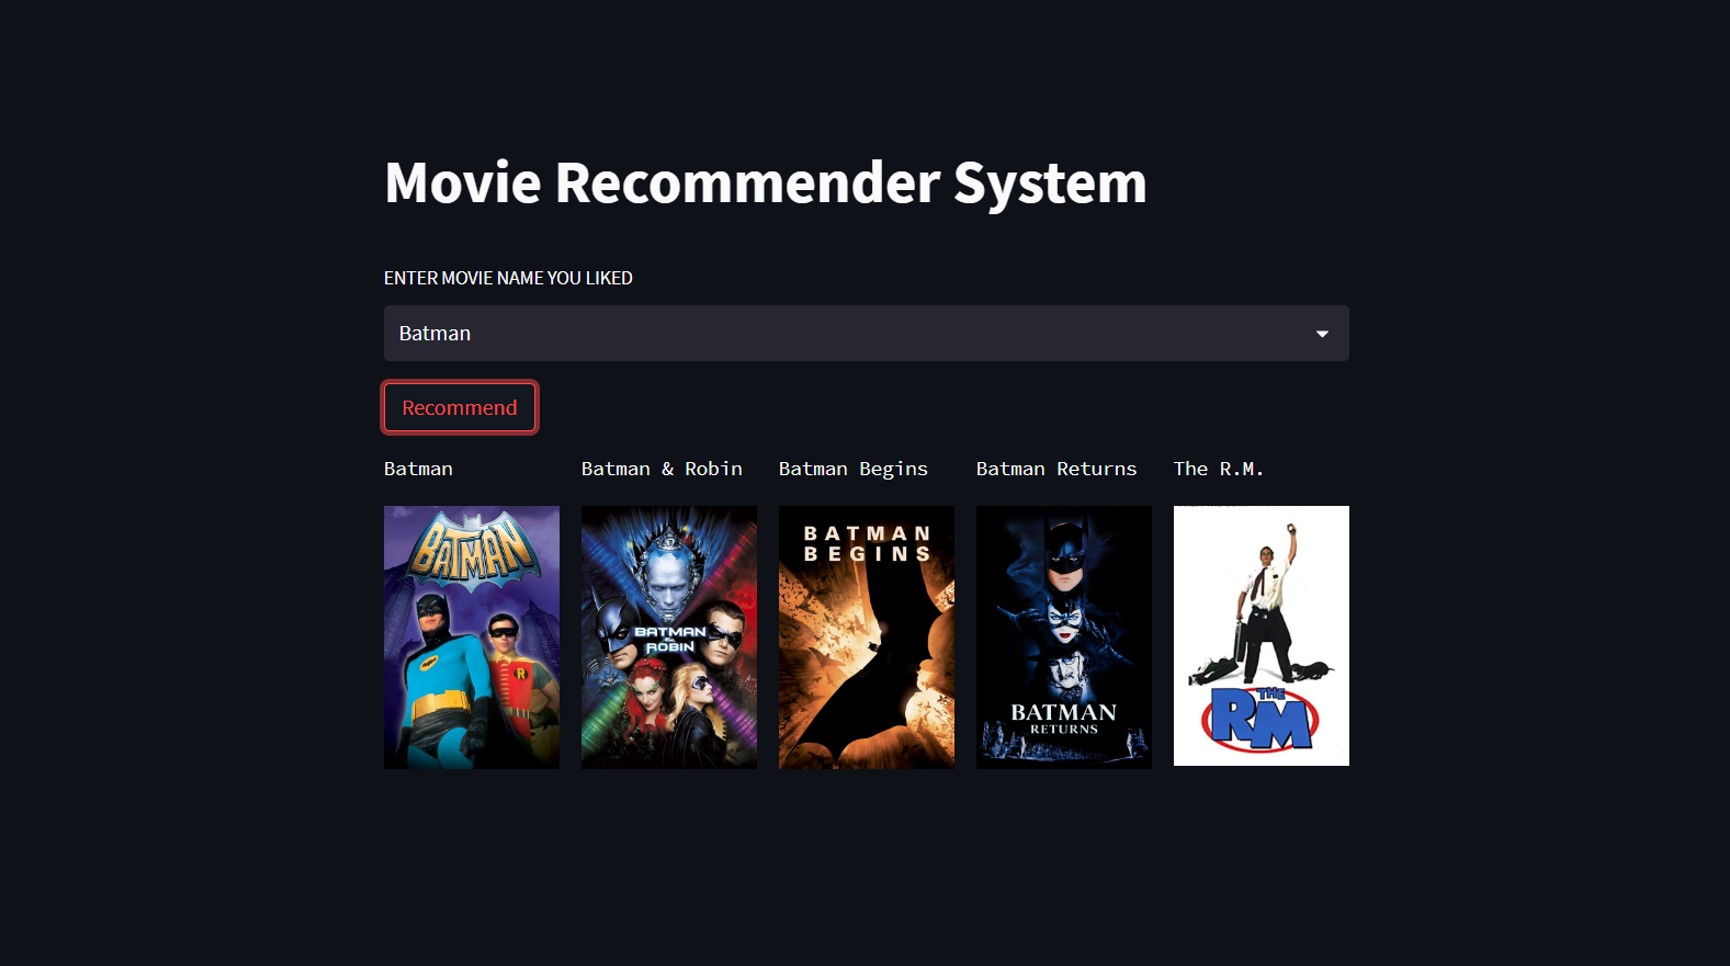 Movie Recommender System
ENTER MOVIE NAME YOU LIKED
Batman
Recommend
Batman
Batman & Robin
Batman Begins
Batman Returns
The R.M.
BATMAN
BATMAN
ROBIN
BATMAN
BEGINS
BATMAN
RETURNS
THE
RM
R